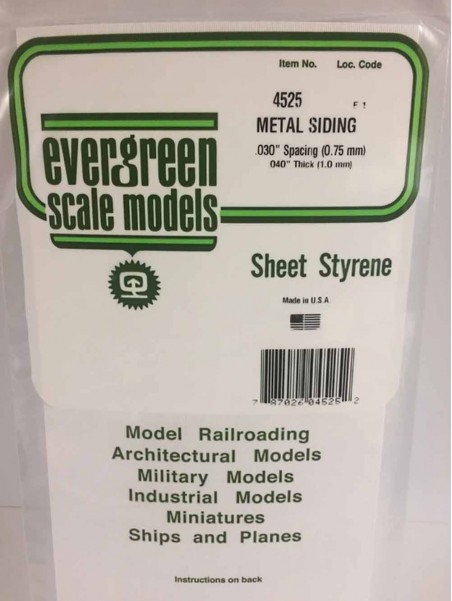 Item No. Loc. Code
4525 F 1
METAL SIDING
.030" Spacing (0.75 mm)
040" Thick (1.0 mm)
evergreen
scale models
Sheet Styrene
Made in U.S.A
7 87026 04525 2
Model Railroading
Architectural Models
Military Models
Industrial Models
Miniatures
Ships and Planes
Instructions on back